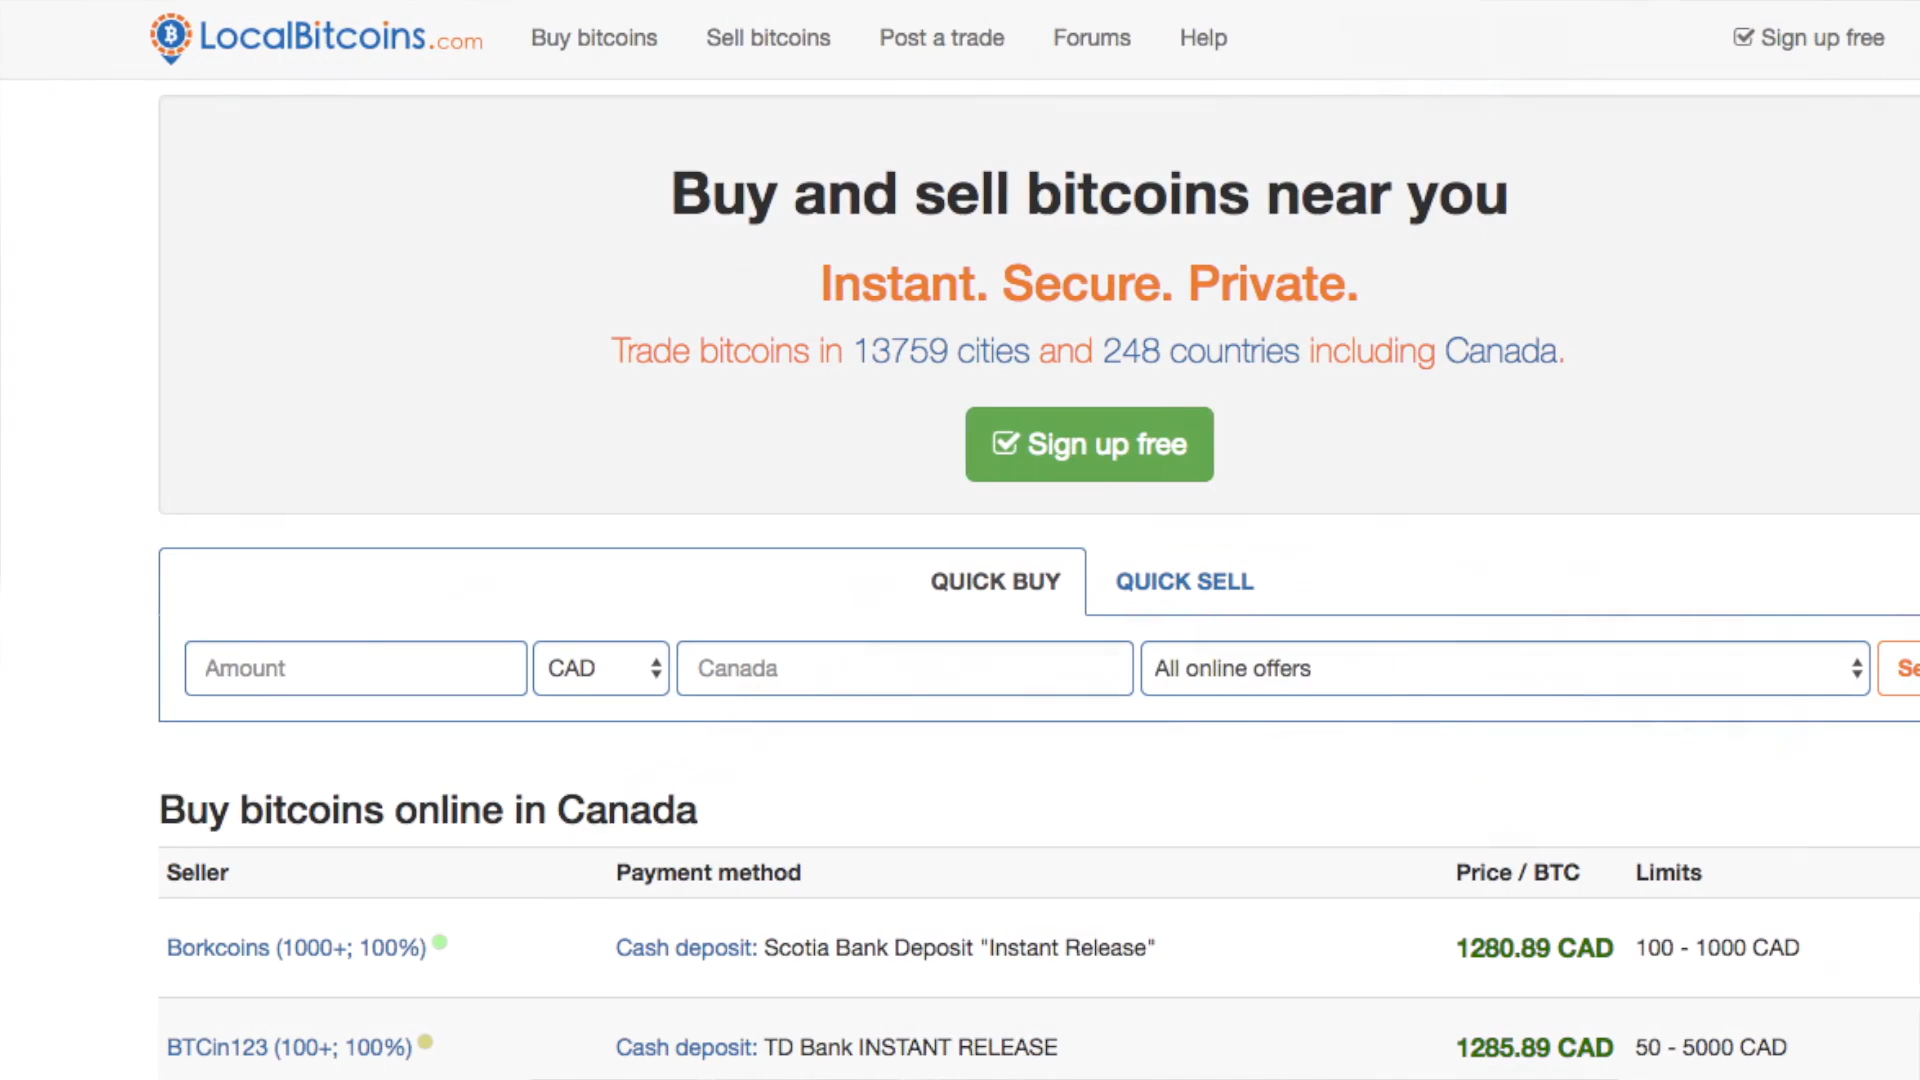 LocalBitcoins.com Buy bitcoins Sell bitcoins Post a trade Forums Help Sign up free
Buy and sell bitcoins near you
Instant. Secure. Private.
Trade bitcoins in 13759 cities and 248 countries including Canada.
Sign up free
QUICK BUY QUICK SELL
Amount CAD Canada All online offers
Buy bitcoins online in Canada
Seller Payment method Price / BTC Limits
Borkcoins (1000+; 100%) Cash deposit: Scotia Bank Deposit "Instant Release" 1280.89 CAD 100 - 1000 CAD
BTCin123 (100+; 100%) Cash deposit: TD Bank INSTANT RELEASE 1285.89 CAD 50 - 5000 CAD